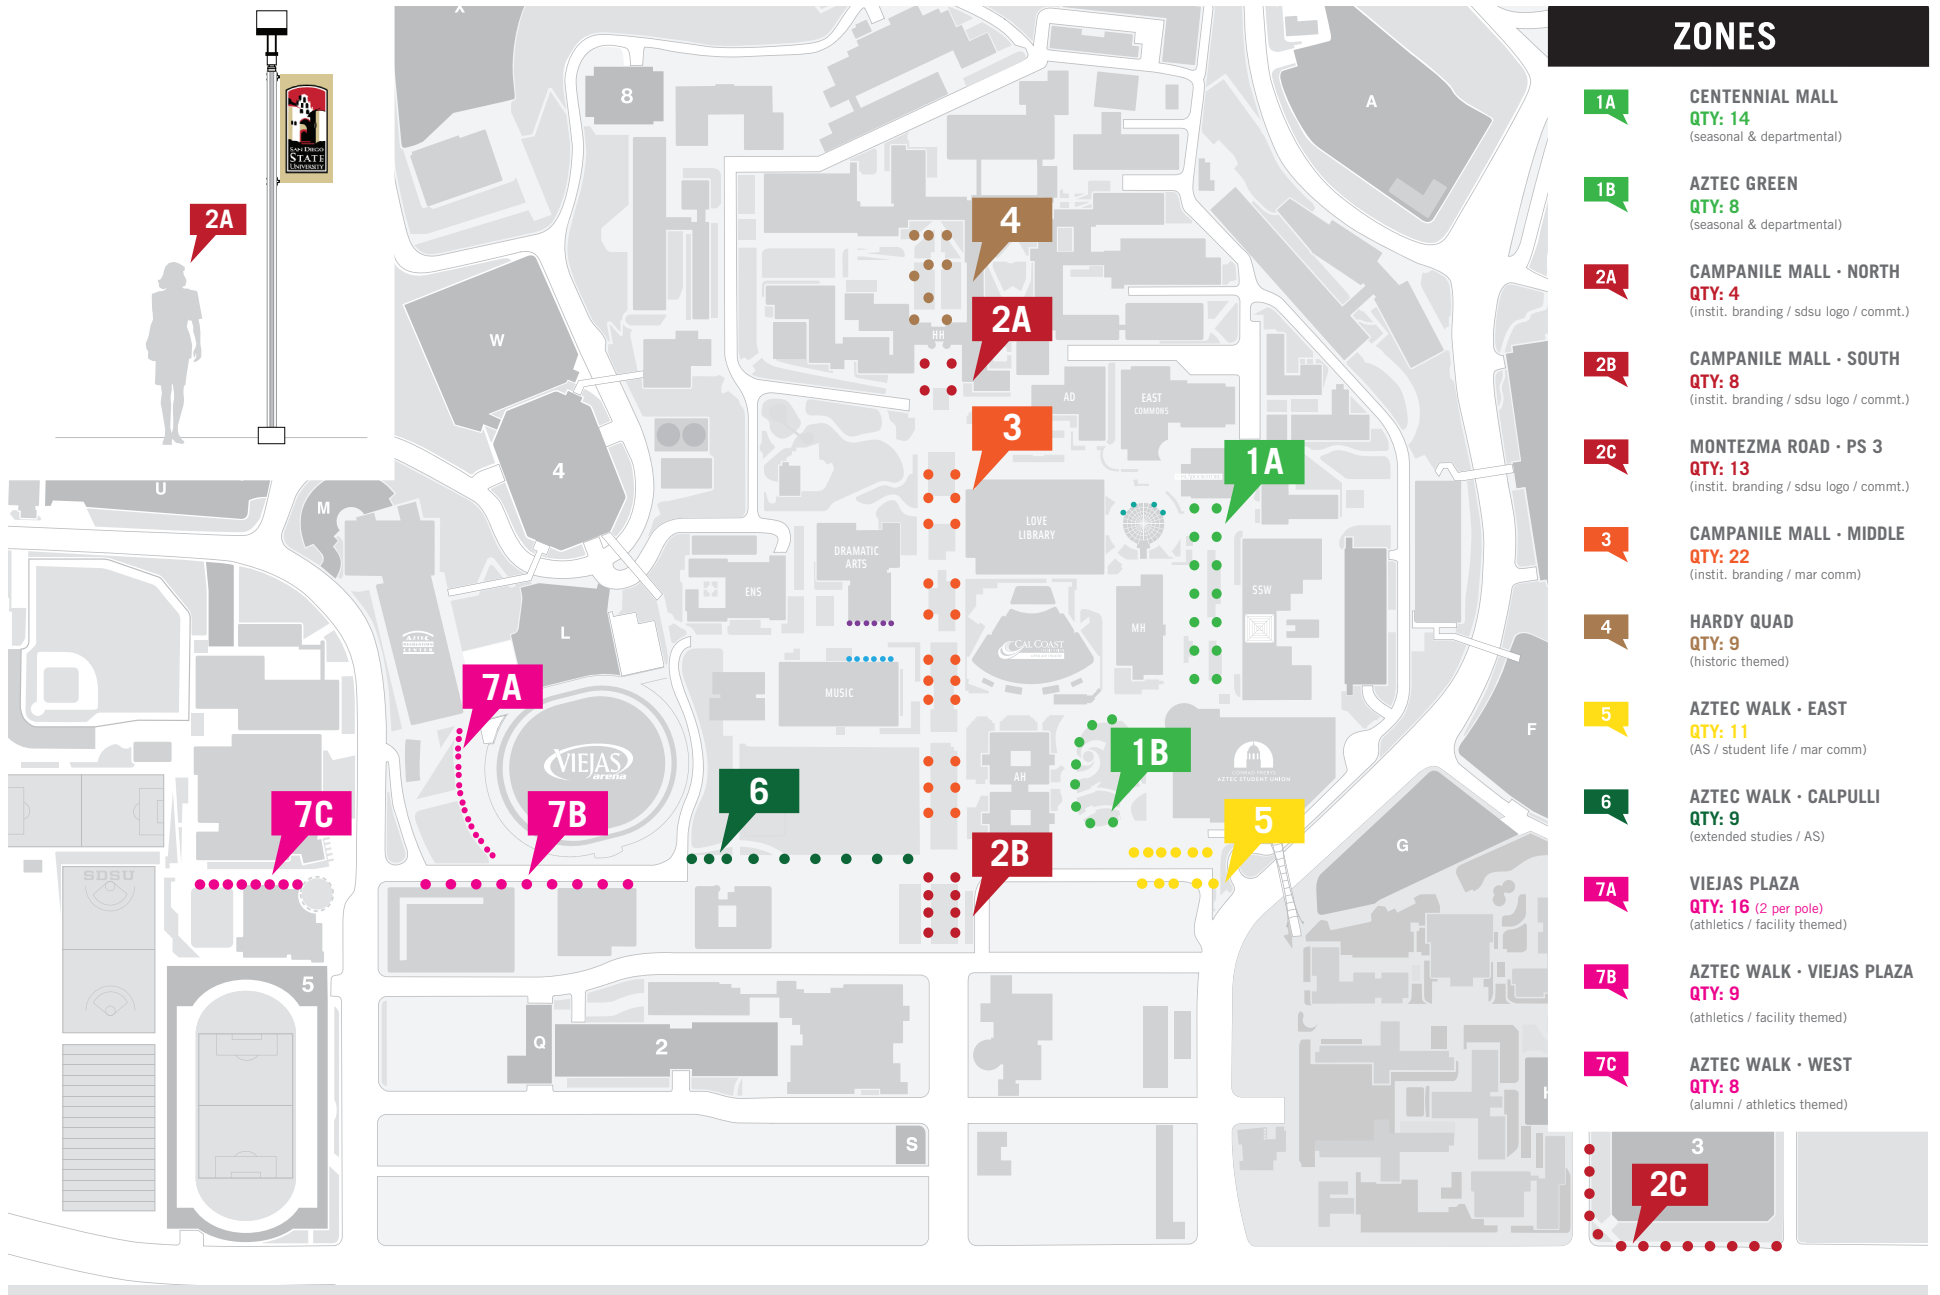 SAN DIEGO
STATE
UNIVERSITY
2A
X
8
A
4
2A
HH
W
AD
EAST
COMMONS
3
1A
4
U
M
LOVE
LIBRARY
DRAMATIC
ARTS
ENS
SSW
MH
L
AZTEC
CAL COAST
7A
MUSIC
F
VIEJAS
arena
1B
AH
AZTEC STUDENT UNION
6
7C
7B
5
G
2B
SDSU
5
Q
2
S
H
3
2C
ZONES
1A
CENTENNIAL MALL
QTY: 14
(seasonal & departmental)
1B
AZTEC GREEN
QTY: 8
(seasonal & departmental)
2A
CAMPANILE MALL · NORTH
QTY: 4
(instit. branding / sdsu logo / commt.)
2B
CAMPANILE MALL · SOUTH
QTY: 8
(instit. branding / sdsu logo / commt.)
2C
MONTEZMA ROAD · PS 3
QTY: 13
(instit. branding / sdsu logo / commt.)
3
CAMPANILE MALL · MIDDLE
QTY: 22
(instit. branding / mar comm)
4
HARDY QUAD
QTY: 9
(historic themed)
5
AZTEC WALK · EAST
QTY: 11
(AS / student life / mar comm)
6
AZTEC WALK · CALPULLI
QTY: 9
(extended studies / AS)
7A
VIEJAS PLAZA
QTY: 16 (2 per pole)
(athletics / facility themed)
7B
AZTEC WALK · VIEJAS PLAZA
QTY: 9
(athletics / facility themed)
7C
AZTEC WALK · WEST
QTY: 8
(alumni / athletics themed)